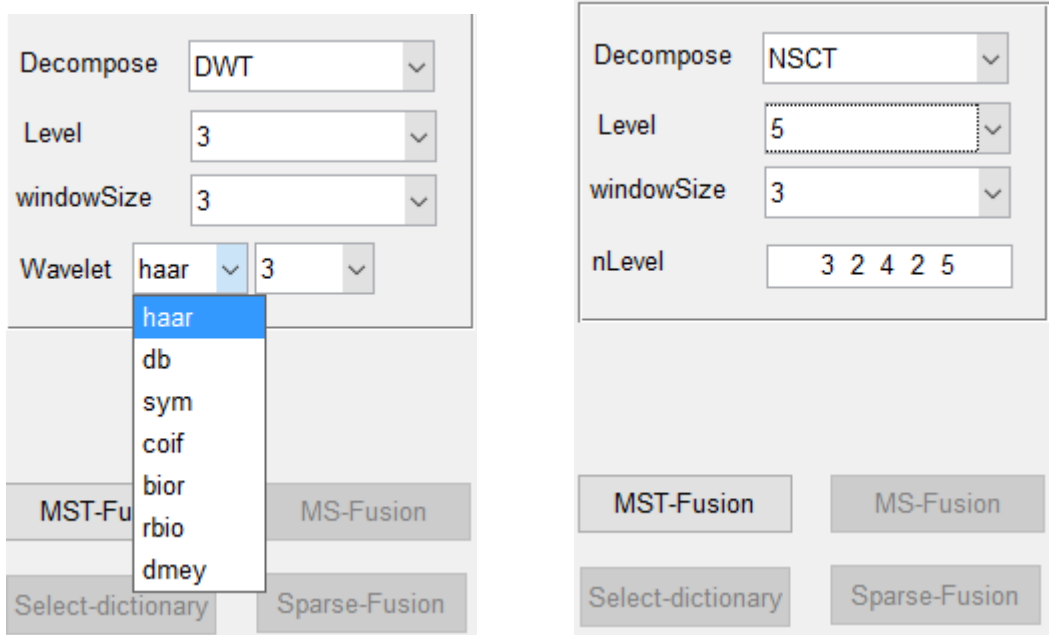 Decompose DWT
Level 3
windowSize 3
Wavelet haar 3
haar
db
sym
coif
bior
rbio
dmey
MST-Fu MS-Fusion
Select-dictionary Sparse-Fusion
Decompose NSCT
Level 5
windowSize 3
nLevel 3 2 4 2 5
MST-Fusion MS-Fusion
Select-dictionary Sparse-Fusion